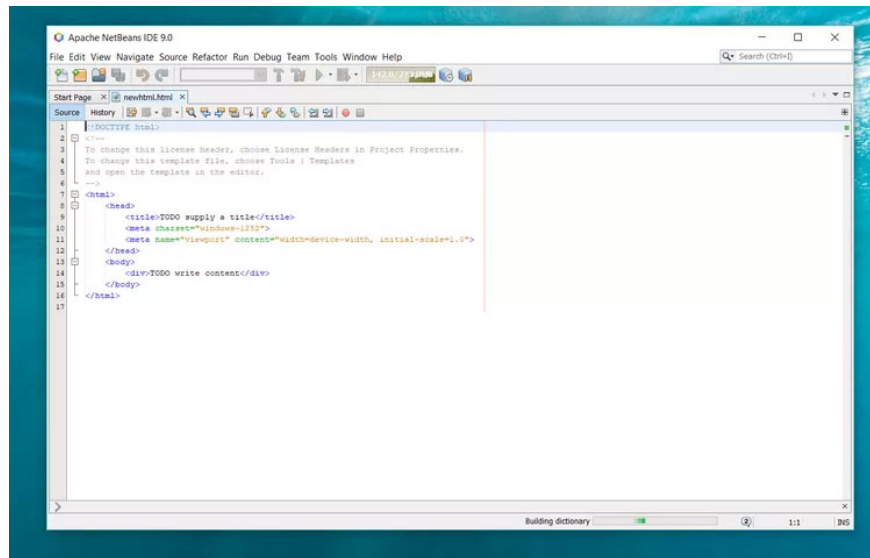 Apache NetBeans IDE 9.0
File Edit View Navigate Source Refactor Run Debug Team Tools Window Help
Search (Ctrl+I)
Start Page
newhtml.html
Source History
1 <!DOCTYPE html>
2 <!--
3 To change this license header, choose License Headers in Project Properties.
4 To change this template file, choose Tools | Templates
5 and open the template in the editor.
6 -->
7 <html>
8 <head>
9 <title>TODO supply a title</title>
10 <meta charset="windows-1252">
11 <meta name="viewport" content="width=device-width, initial-scale=1.0">
12 </head>
13 <body>
14 <div>TODO write content</div>
15 </body>
16 </html>
17
Building dictionary
2
1:1
INS